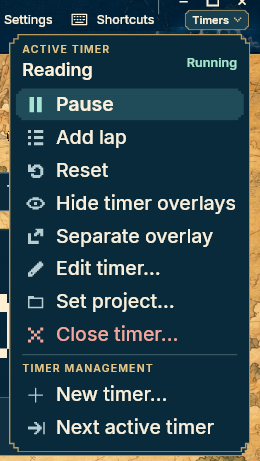 Settings Shortcuts Timers
ACTIVE TIMER
Reading Running
Pause
Add lap
Reset
Hide timer overlays
Separate overlay
Edit timer...
Set project...
Close timer...
TIMER MANAGEMENT
New timer...
Next active timer